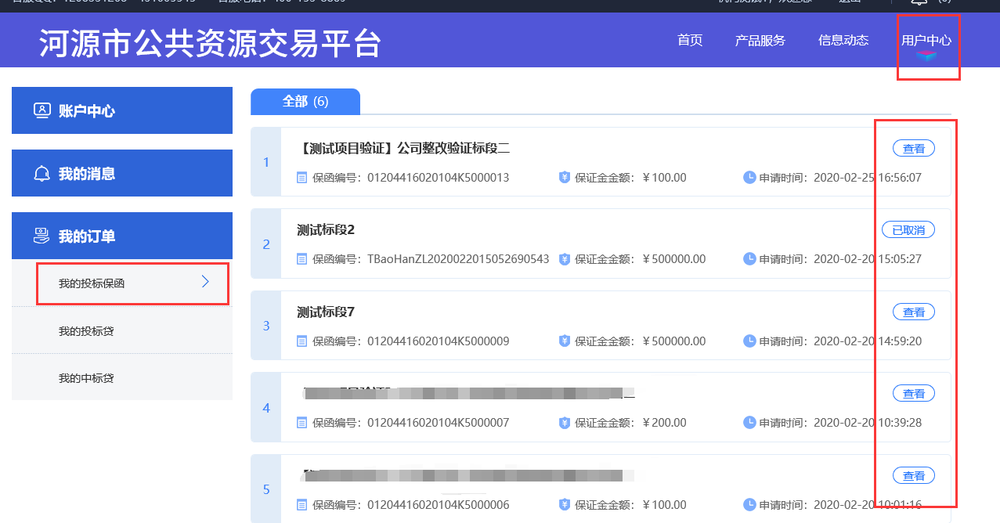 河源市公共资源交易平台
首页
产品服务
信息动态
用户中心
账户中心
我的消息
我的订单
我的投标保函
我的投标贷
我的中标贷
全部 (6)
1
【测试项目验证】公司整改验证标段二
查看
保函编号：01204416020104K5000013
保证金金额：￥100.00
申请时间：2020-02-25 16:56:07
2
测试标段2
已取消
保函编号：TBaoHanZL2020022015052690543
保证金金额：￥500000.00
申请时间：2020-02-20 15:05:27
3
测试标段7
查看
保函编号：01204416020104K5000009
保证金金额：￥500000.00
申请时间：2020-02-20 14:59:20
4
查看
保函编号：01204416020104K5000007
保证金金额：￥200.00
申请时间：2020-02-20 10:39:28
5
查看
保函编号：01204416020104K5000006
保证金金额：￥100.00
申请时间：2020-02-20 10:01:16